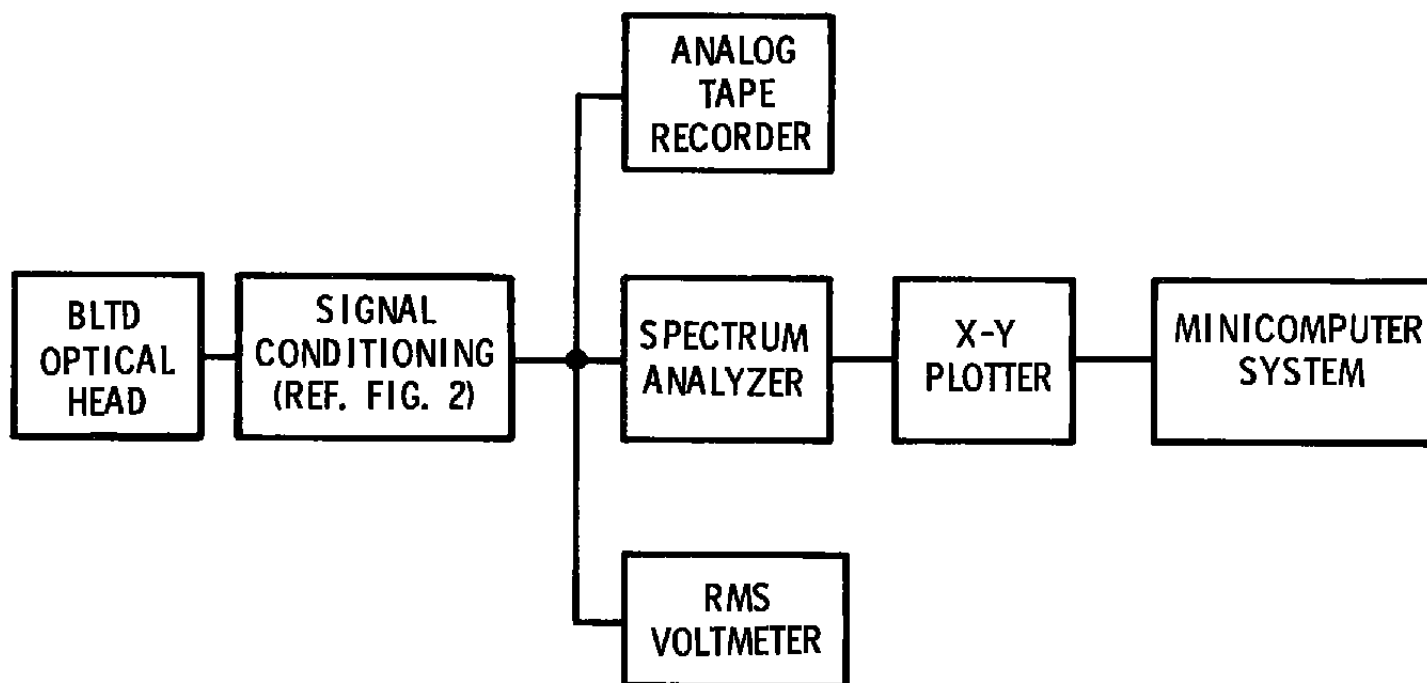 ANALOG
TAPE
RECORDER
BLTD
OPTICAL
HEAD
SIGNAL
CONDITIONING
(REF. FIG. 2)
SPECTRUM
ANALYZER
X-Y
PLOTTER
MINICOMPUTER
SYSTEM
RMS
VOLTMETER